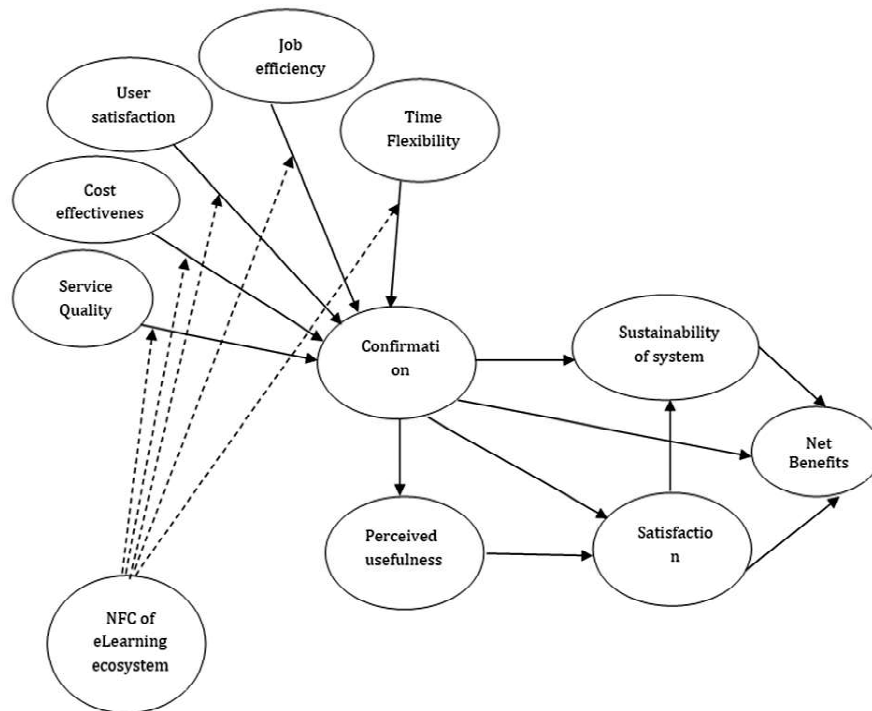 Job
efficiency
User
satisfaction
Time
Flexibility
Cost
effectivenes
Service
Quality
Confirmati
on
Sustainability
of system
Net
Benefits
Perceived
usefulness
Satisfactio
n
NFC of
eLearning
ecosystem